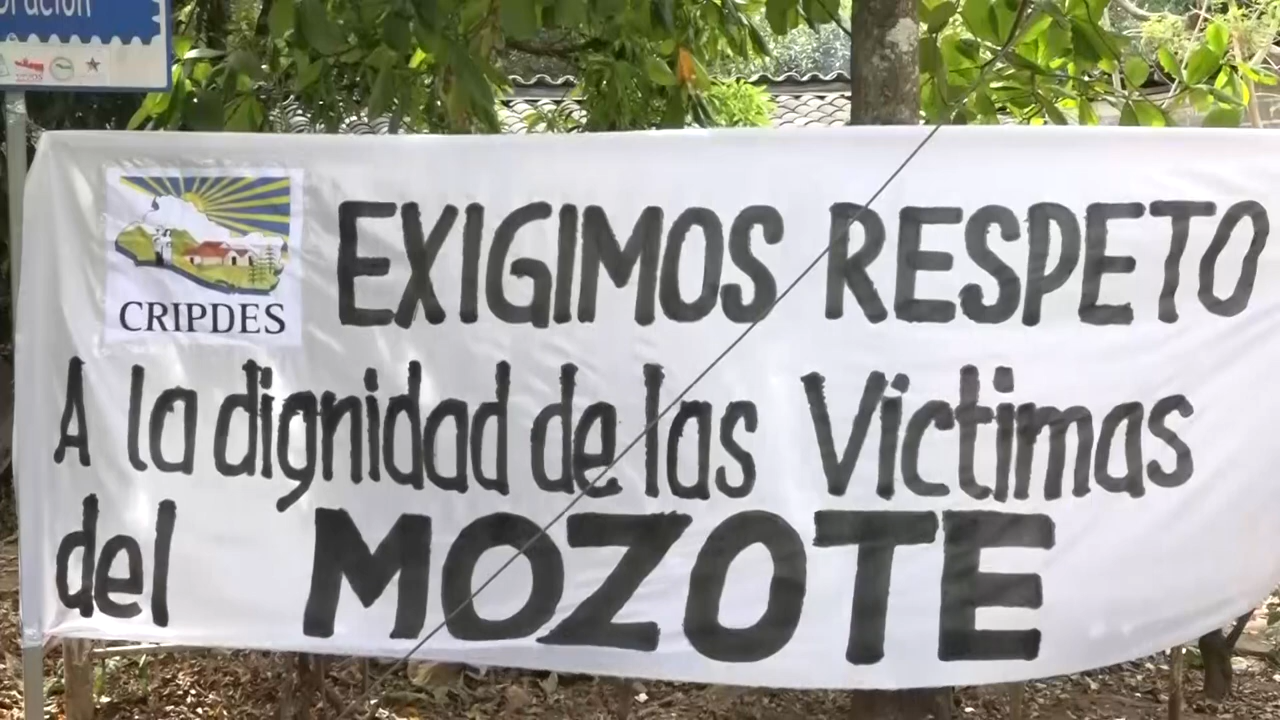 CRIPDES
EXIGIMOS RESPETO
A la dignidad de las Victimas
del MOZOTE